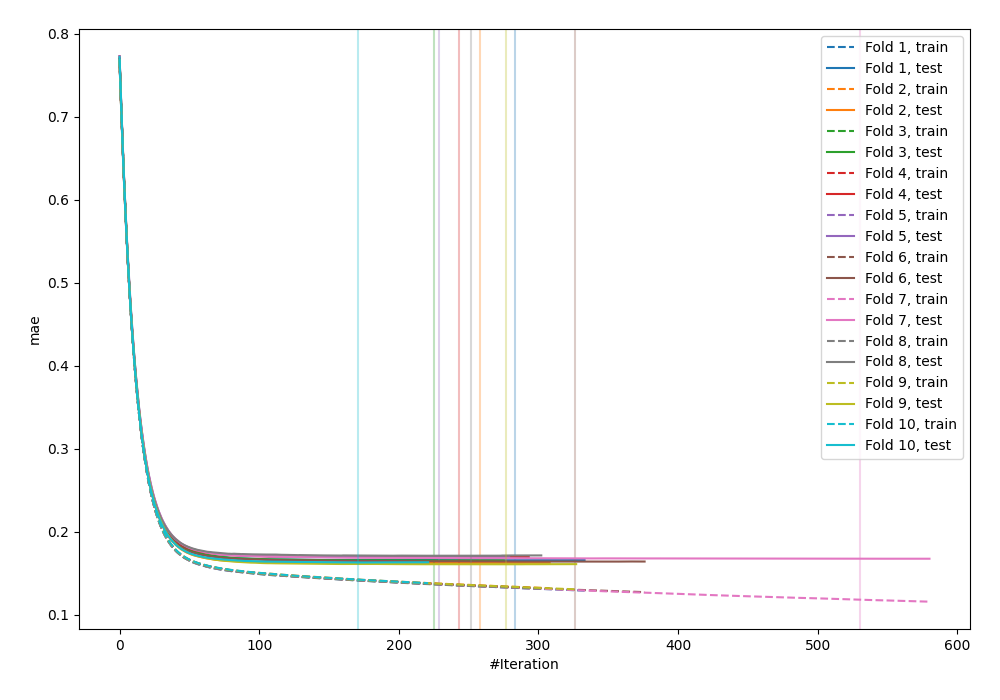 0.8
0.7
0.6
0.5
0.4
0.3
0.2
0.1
mae
0
100
200
300
400
500
600
#Iteration
Fold 1, train
Fold 1, test
Fold 2, train
Fold 2, test
Fold 3, train
Fold 3, test
Fold 4, train
Fold 4, test
Fold 5, train
Fold 5, test
Fold 6, train
Fold 6, test
Fold 7, train
Fold 7, test
Fold 8, train
Fold 8, test
Fold 9, train
Fold 9, test
Fold 10, train
Fold 10, test